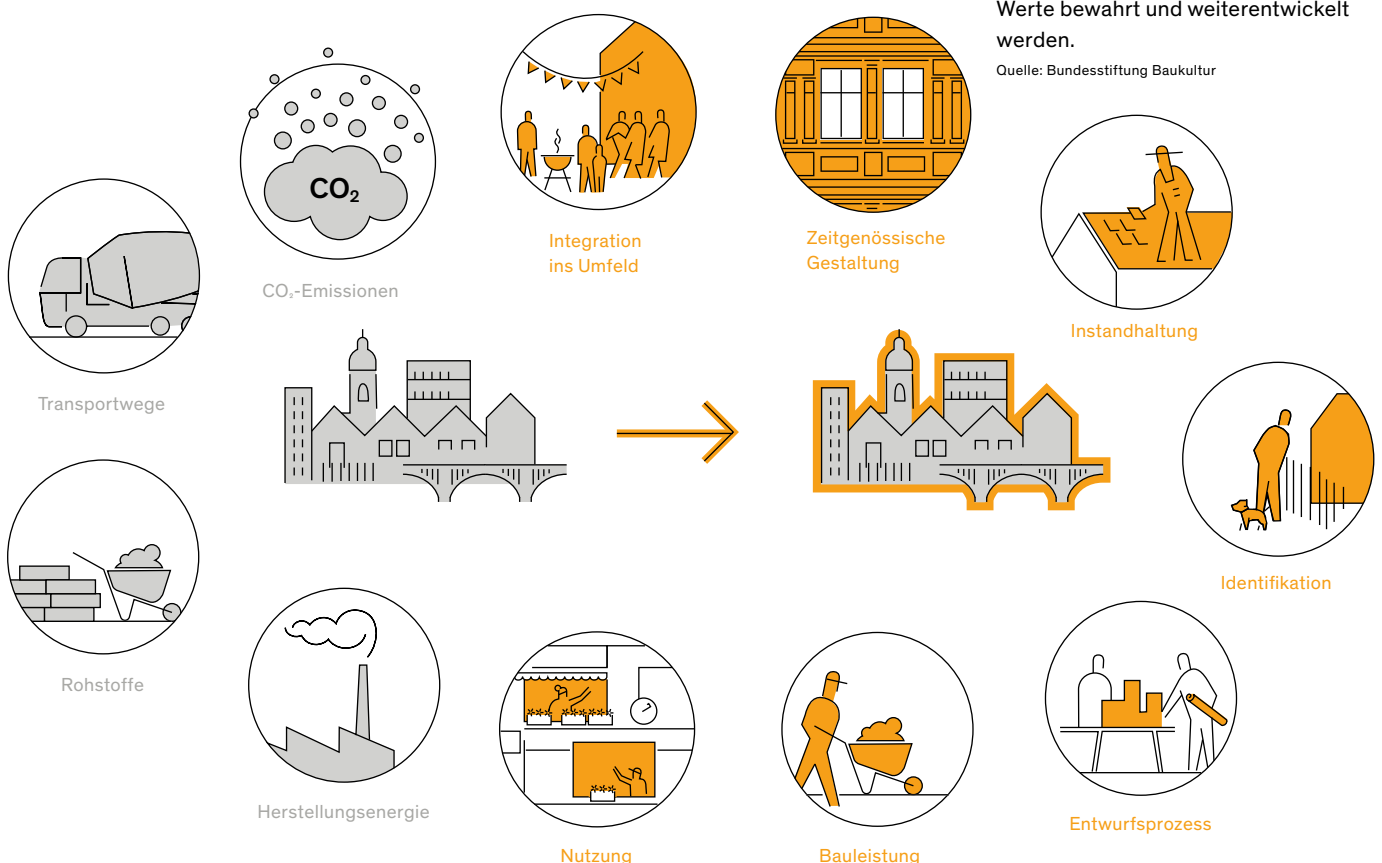 Werte bewahrt und weiterentwickelt
werden.
Quelle: Bundesstiftung Baukultur
CO₂
Integration
ins Umfeld
Zeitgenössische
Gestaltung
CO₂-Emissionen
Instandhaltung
Transportwege
Identifikation
Rohstoffe
Herstellungsenergie
Entwurfsprozess
Nutzung
Bauleistung